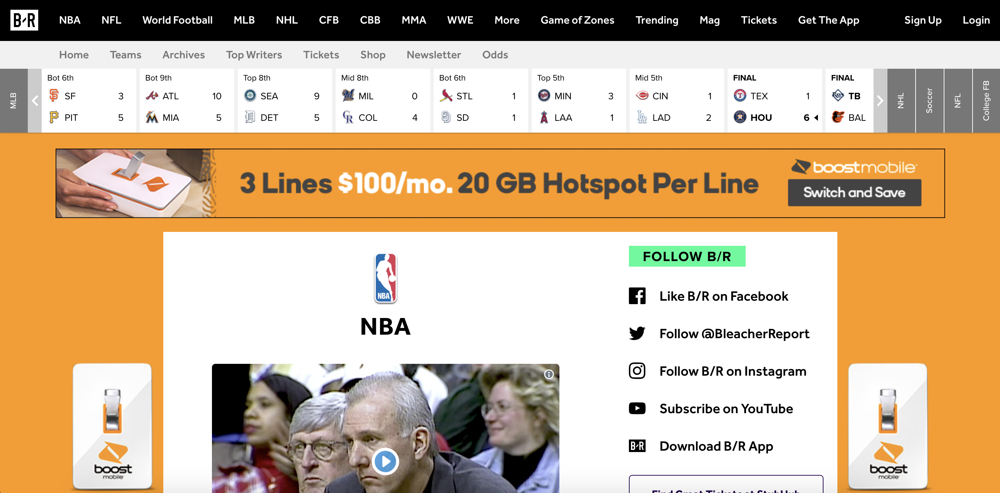 B/R NBA NFL World Football MLB NHL CFB CBB MMA WWE More Game of Zones Trending Mag Tickets Get The App Sign Up Login
Home Teams Archives Top Writers Tickets Shop Newsletter Odds
MLB
Bot 6th
SF 3
PIT 5
Bot 9th
ATL 10
MIA 5
Top 8th
SEA 9
DET 5
Mid 8th
MIL 0
COL 4
Bot 6th
STL 1
SD 1
Top 5th
MIN 3
LAA 1
Mid 5th
CIN 1
LAD 2
FINAL
TEX 1
HOU 6
FINAL
TB
BAL
NHL
Soccer
NFL
College FB
3 Lines $100/mo. 20 GB Hotspot Per Line
boostmobile
Switch and Save
NBA
NBA
FOLLOW B/R
Like B/R on Facebook
Follow @BleacherReport
Follow B/R on Instagram
Subscribe on YouTube
B/R Download B/R App
Find Great Tickets at StubHub
boost
mobile
boost
mobile